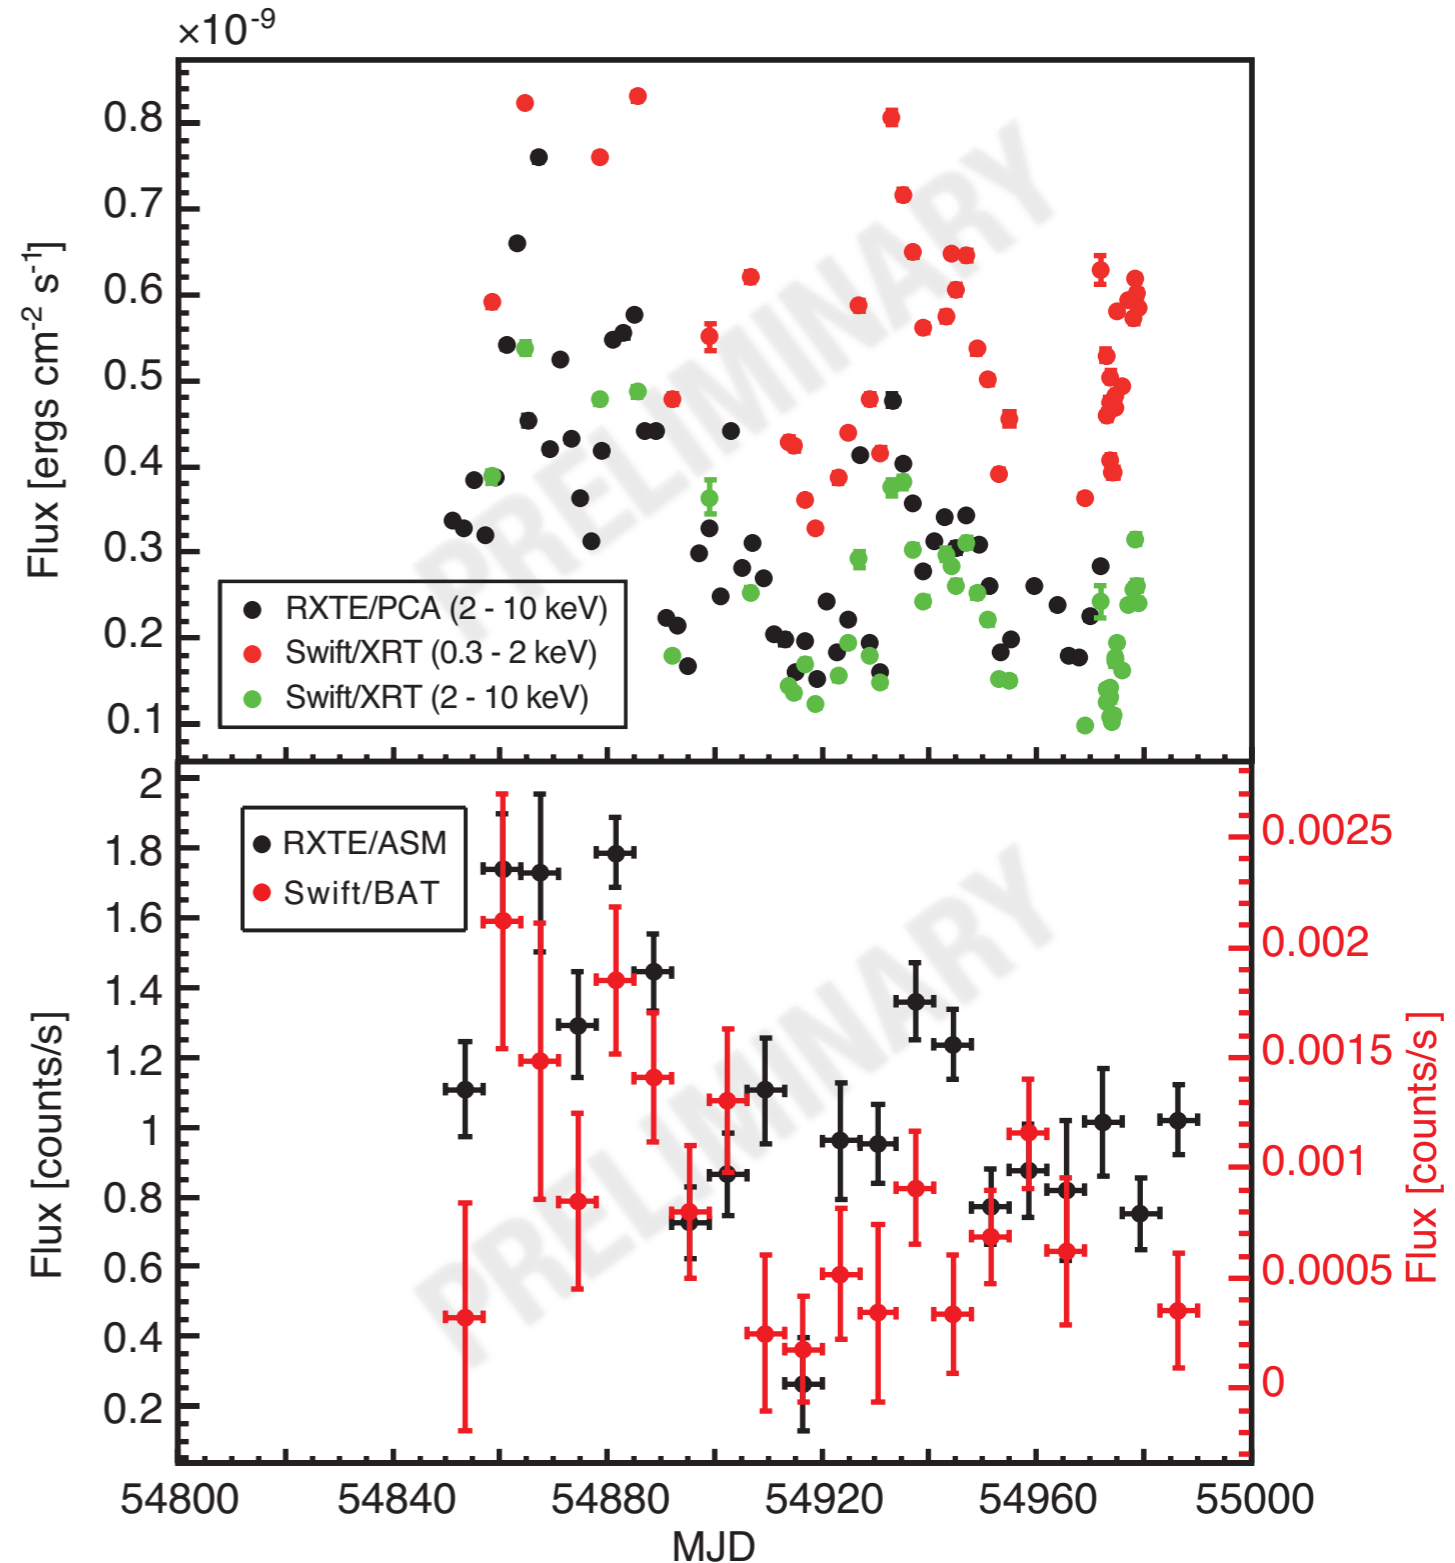 ×10⁻⁹
0.8
0.7
0.6
0.5
0.4
0.3
0.2
0.1
Flux [ergs cm⁻² s⁻¹]
PRELIMINARY
RXTE/PCA (2 - 10 keV)
Swift/XRT (0.3 - 2 keV)
Swift/XRT (2 - 10 keV)
2
1.8
1.6
1.4
1.2
1
0.8
0.6
0.4
0.2
Flux [counts/s]
RXTE/ASM
Swift/BAT
PRELIMINARY
0.0025
0.002
0.0015
0.001
0.0005
0
Flux [counts/s ]
54800 54840 54880 54920 54960 55000
MJD